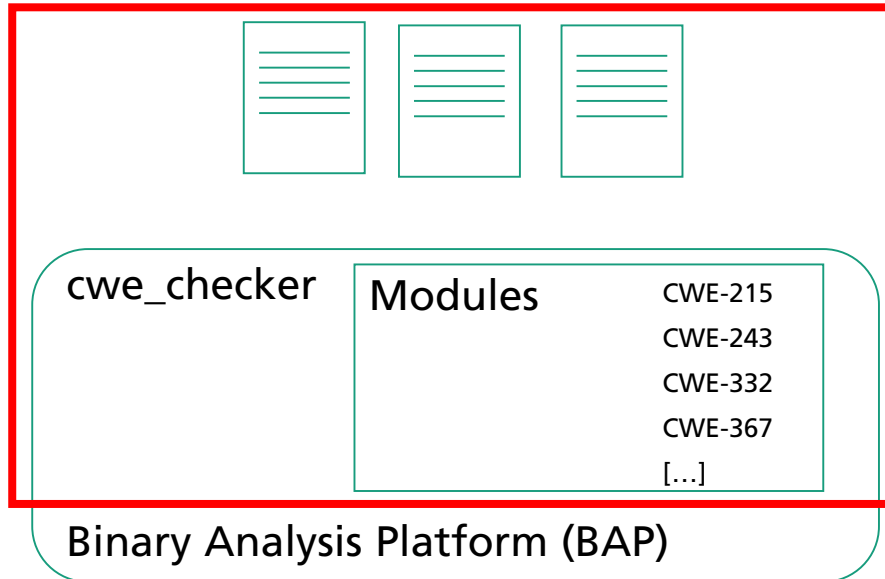 cwe_checker
Modules
CWE-215
CWE-243
CWE-332
CWE-367
[...]
Binary Analysis Platform (BAP)